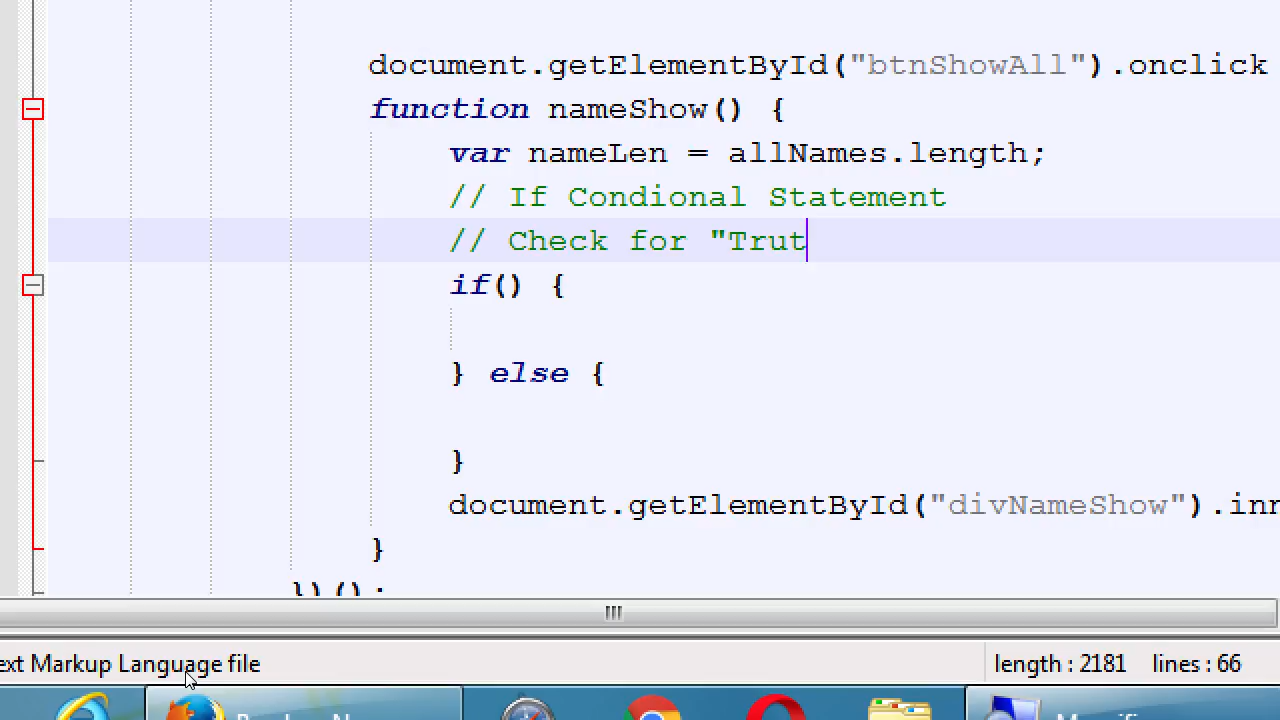 document.getElementById("btnShowAll").onclick
function nameShow() {
var nameLen = allNames.length;
// If Condional Statement
// Check for "Trut
if() {
} else {
}
document.getElementById("divNameShow").inn
}
})();
ext Markup Language file length : 2181 lines : 66